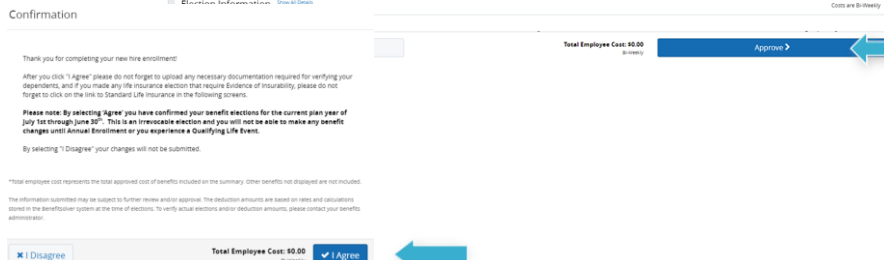 Election Information Show All Details
Costs are Bi-Weekly
Confirmation
Total Employee Cost: $0.00
Bi-Weekly
Approve
Thank you for completing your new hire enrollment!
After you click "I Agree" please do not forget to upload any necessary documentation required for verifying your
dependents, and if you made any life insurance election that require Evidence of Insurability, please do not
forget to click on the link to Standard Life Insurance in the following screens.
Please note: By selecting 'Agree' you have confirmed your benefit elections for the current plan year of
July 1st through June 30th. This is an irrevocable election and you will not be able to make any benefit
changes until Annual Enrollment or you experience a Qualifying Life Event.
By selecting "I Disagree" your changes will not be submitted.
*Total employee cost represents the total approved cost of benefits included on the summary. Other benefits not displayed are not included.
The information submitted may be subject to further review and/or approval. The deduction amounts are based on rates and calculations
stored in the Benefitsolver system at the time of elections. To verify actual elections and/or deduction amounts, please contact your benefits
administrator.
I Disagree
Total Employee Cost: $0.00
I Agree